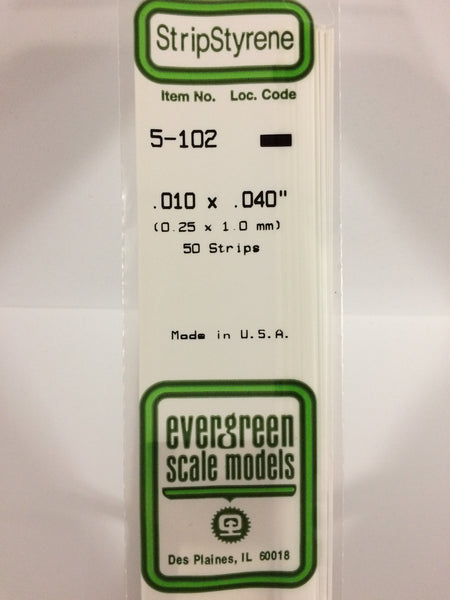 StripStyrene
Item No. Loc. Code
5-102
.010 x .040"
(0.25 x 1.0 mm)
50 Strips
Made in U.S.A.
evergreen
scale models
Des Plaines, IL 60018